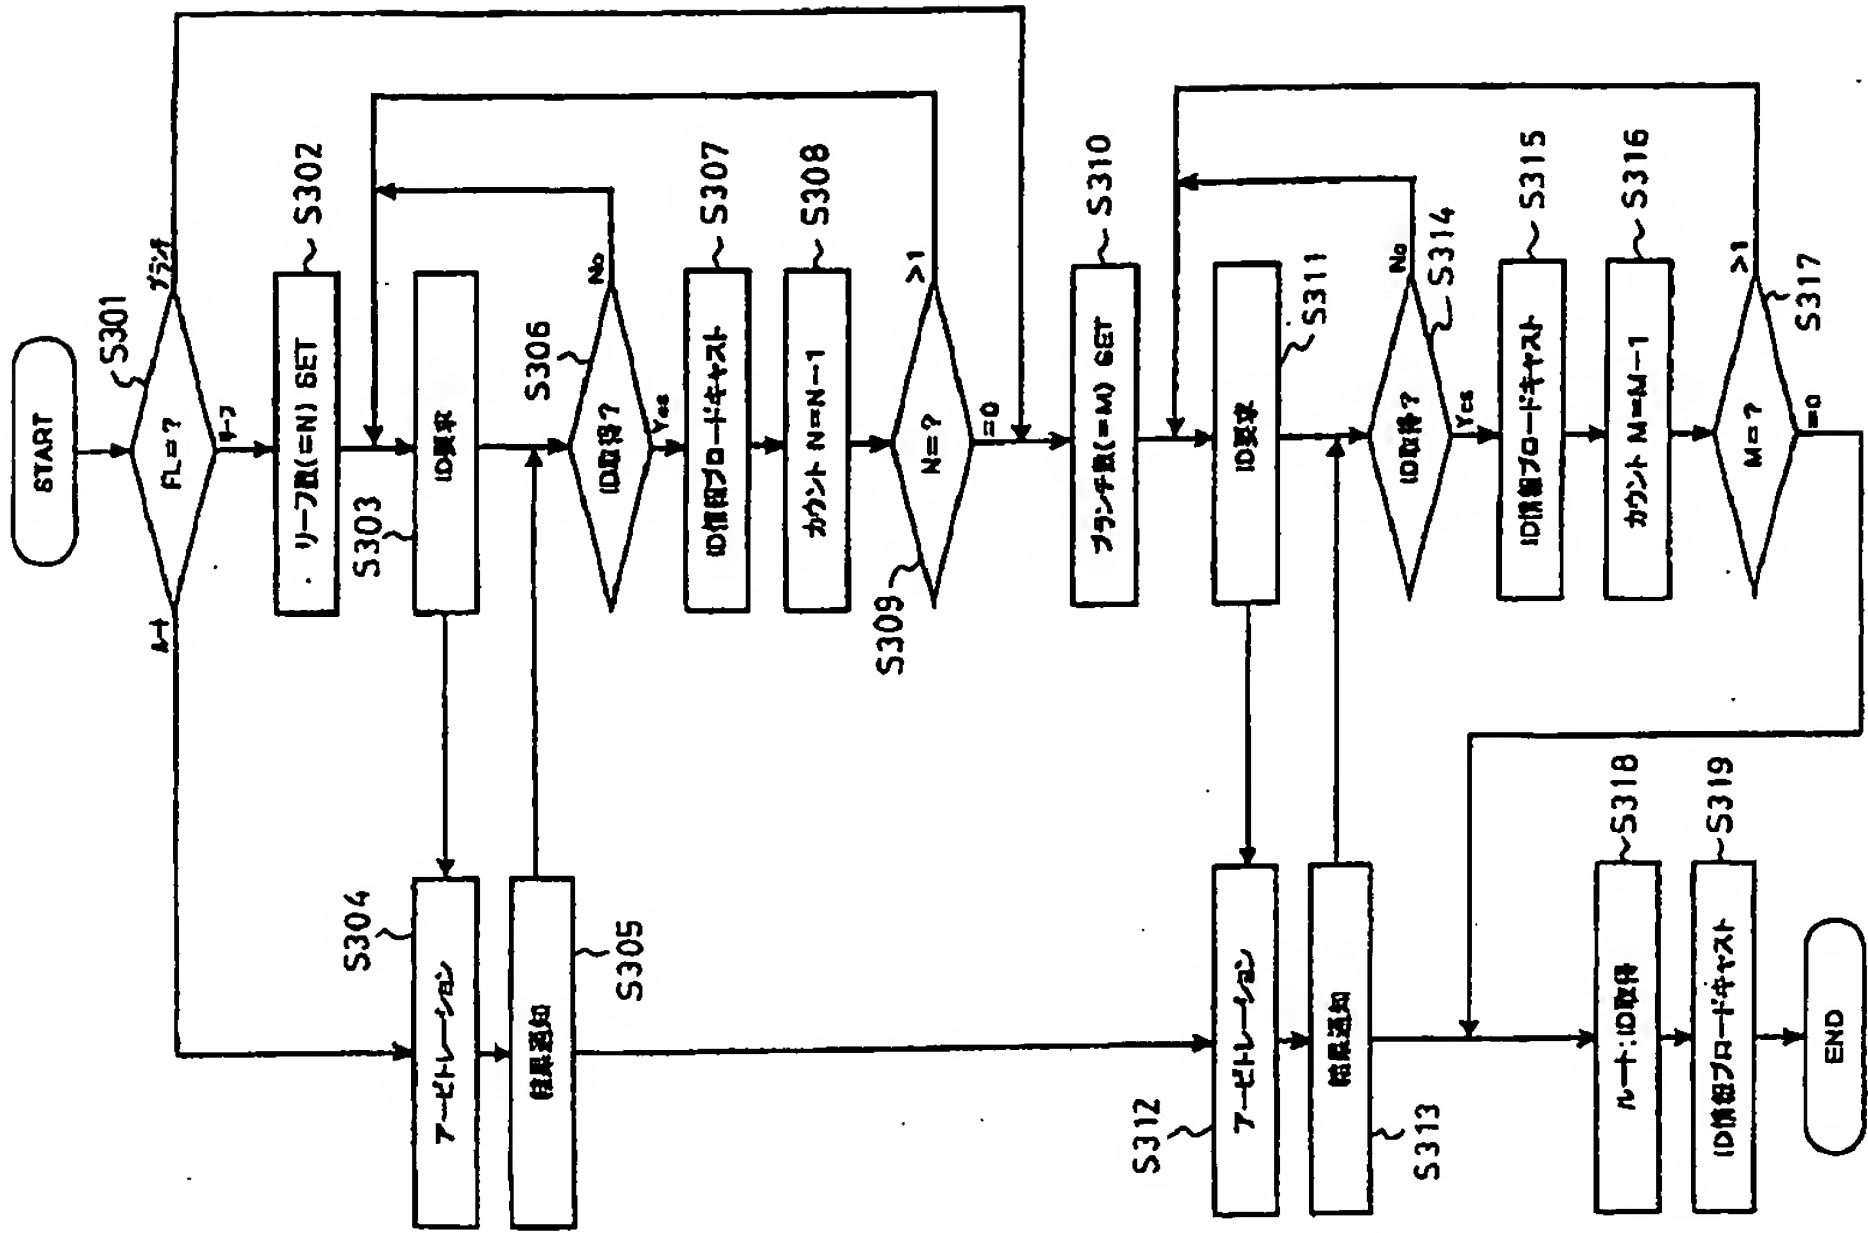 START
S301
FL=?
ブランチ
ルート
リーフ
リーフ数(=N) SET
S302
S303
ID要求
S304
アービトレーション
結果通知
S305
S306
ID取得?
No
Yes
ID情報ブロードキャスト
S307
カウント N=N-1
S308
S309
N=?
>1
=0
ブランチ数(=M) SET
S310
ID要求
S311
S312
アービトレーション
結果通知
S313
ID取得?
No
S314
Yes
ID情報ブロードキャスト
S315
カウント M=M-1
S316
M=?
>1
S317
=0
ルート:ID取得
S318
ID情報ブロードキャスト
S319
END